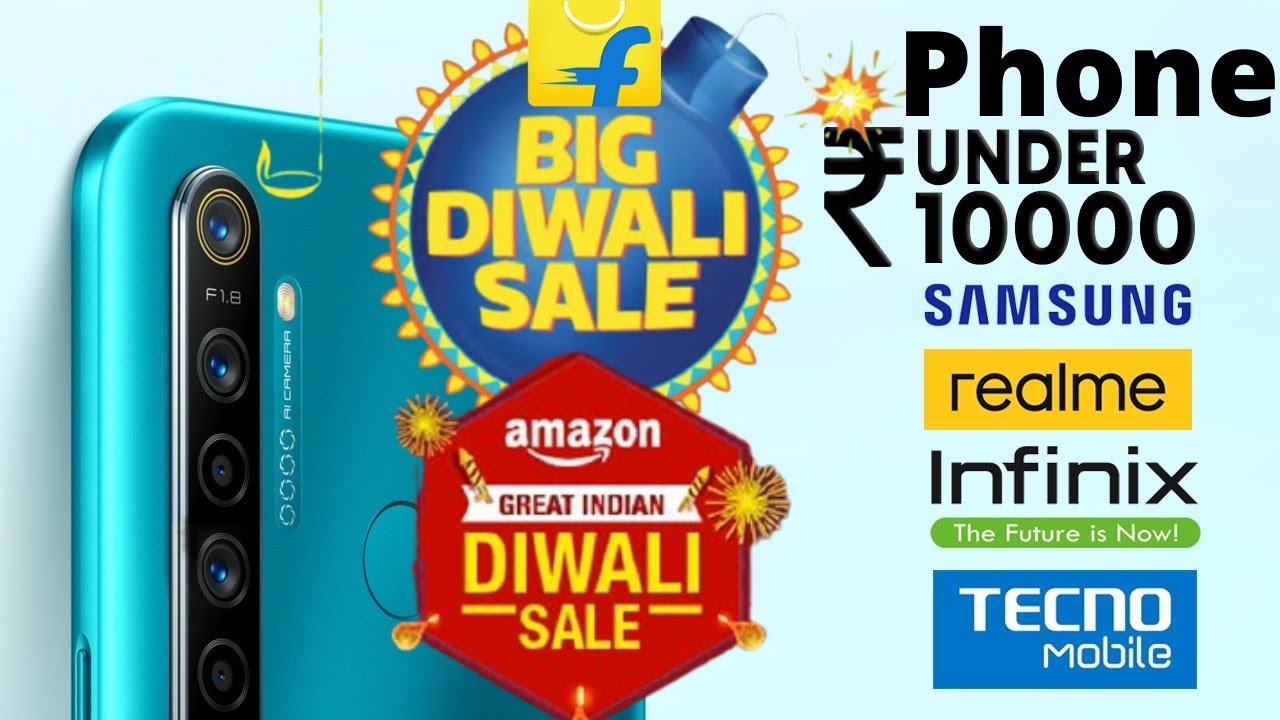 f
BIG
DIWALI
SALE
amazon
GREAT INDIAN
DIWALI
SALE
F1.8
AI CAMERA
Phone
₹ UNDER
10000
SAMSUNG
realme
Infinix
The Future is Now!
TECNO
mobile